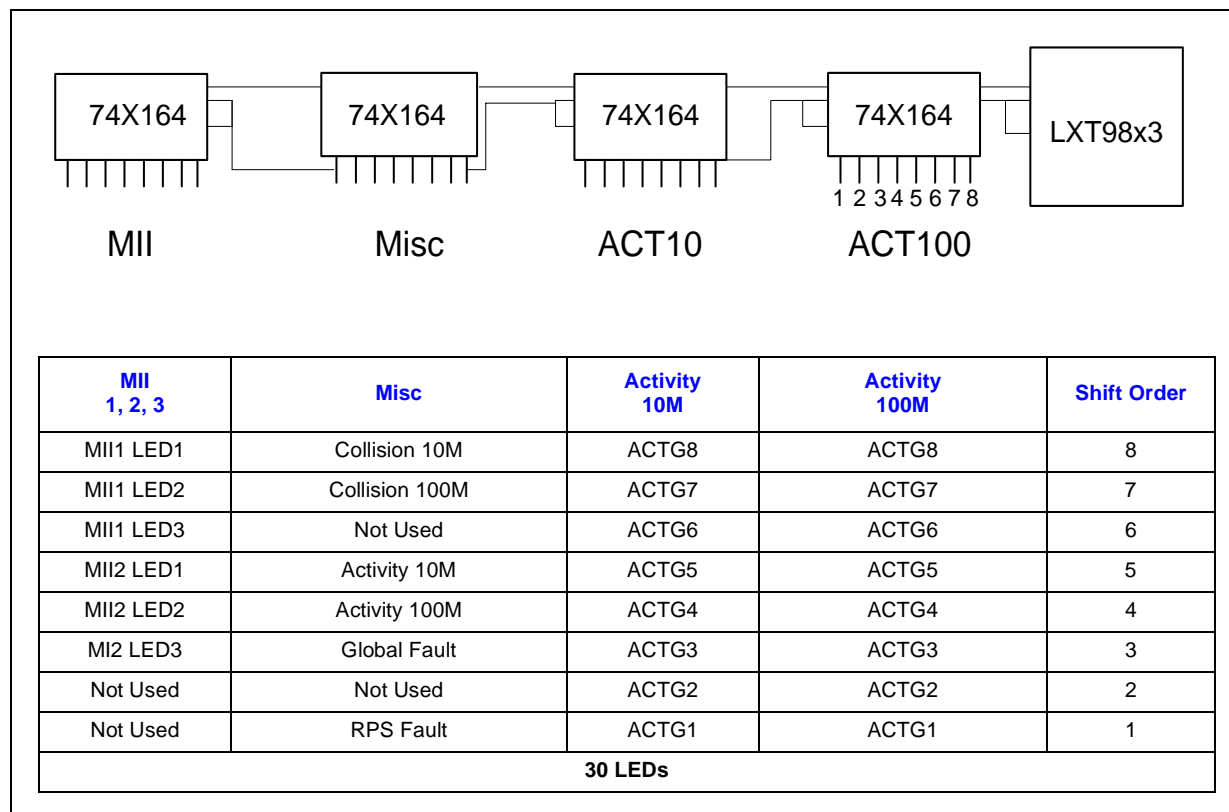 74X164 74X164 74X164 74X164 LXT98x3
1 2 3 4 5 6 7 8
MII Misc ACT10 ACT100
MII
1, 2, 3 Misc Activity
10M Activity
100M Shift Order
MII1 LED1 Collision 10M ACTG8 ACTG8 8
MII1 LED2 Collision 100M ACTG7 ACTG7 7
MII1 LED3 Not Used ACTG6 ACTG6 6
MII2 LED1 Activity 10M ACTG5 ACTG5 5
MII2 LED2 Activity 100M ACTG4 ACTG4 4
MI2 LED3 Global Fault ACTG3 ACTG3 3
Not Used Not Used ACTG2 ACTG2 2
Not Used RPS Fault ACTG1 ACTG1 1
30 LEDs